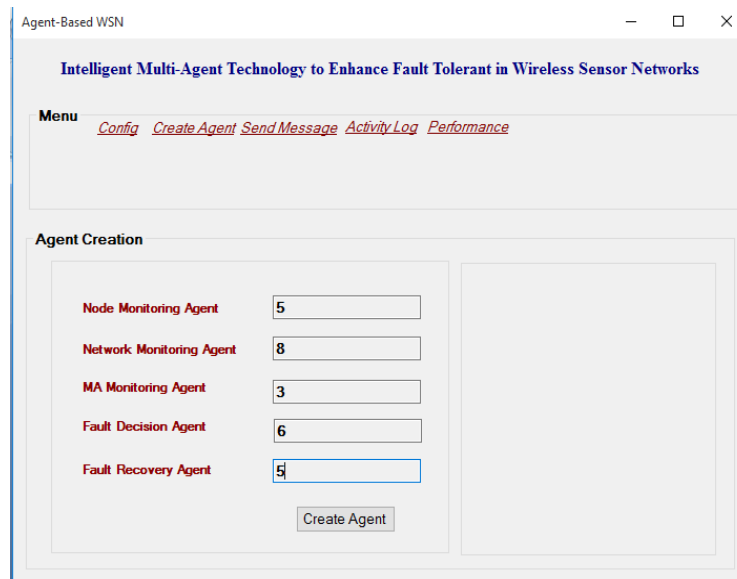 Agent-Based WSN
Intelligent Multi-Agent Technology to Enhance Fault Tolerant in Wireless Sensor Networks
Menu
Config Create Agent Send Message Activity Log Performance
Agent Creation
Node Monitoring Agent 5
Network Monitoring Agent 8
MA Monitoring Agent 3
Fault Decision Agent 6
Fault Recovery Agent 5
Create Agent